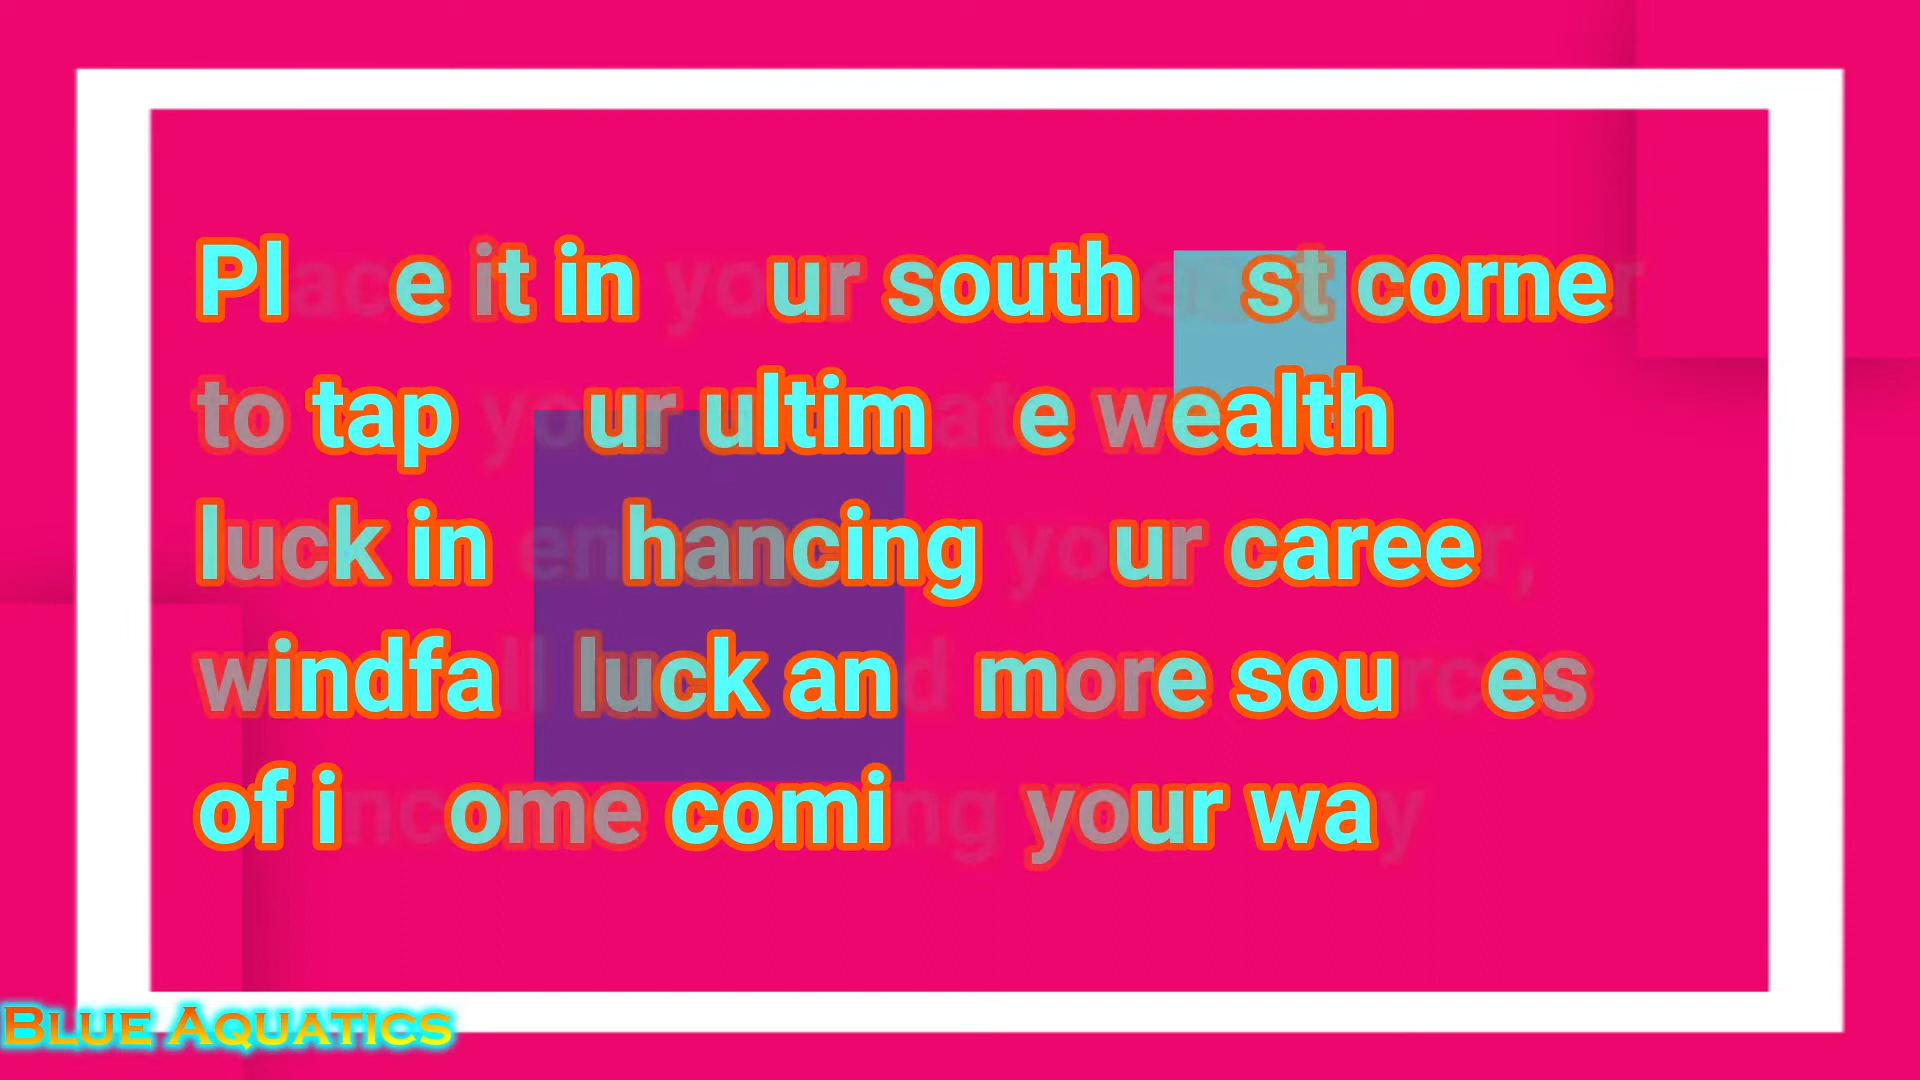 Place it in your southeast corner
to tap your ultimate wealth
luck in enhancing your career,
windfall luck and more sources
of income coming your way
Blue Aquatics